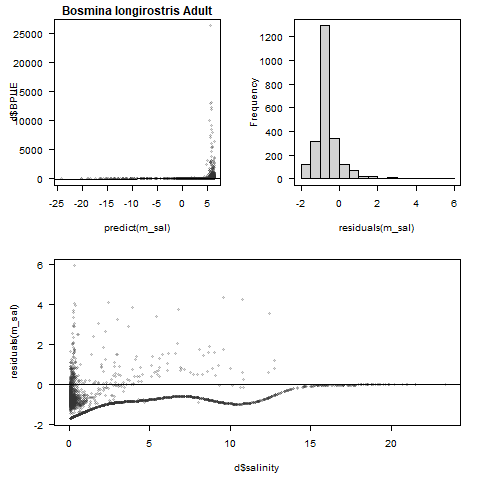 Bosmina longirostris Adult
d$BPUE
25000
20000
15000
10000
5000
0
-25 -20 -15 -10 -5 0 5
predict(m_sal)
Frequency
1200
1000
800
600
400
200
0
-2 0 2 4 6
residuals(m_sal)
residuals(m_sal)
6
4
2
0
-2
0 5 10 15 20
d$salinity